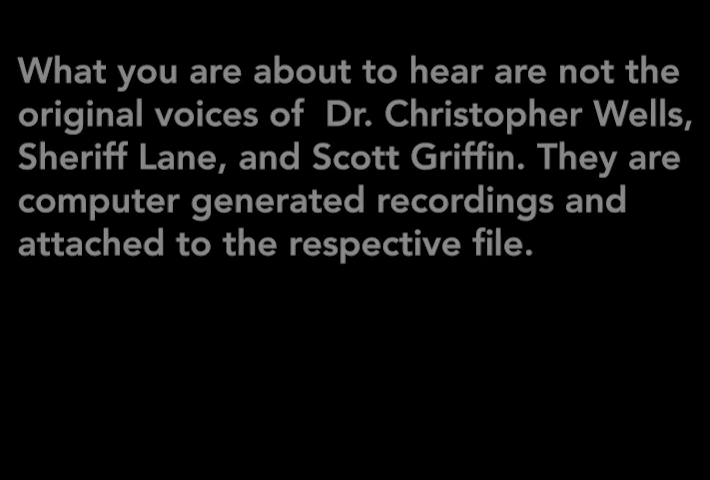 What you are about to hear are not the
original voices of  Dr. Christopher Wells,
Sheriff Lane, and Scott Griffin. They are
computer generated recordings and
attached to the respective file.